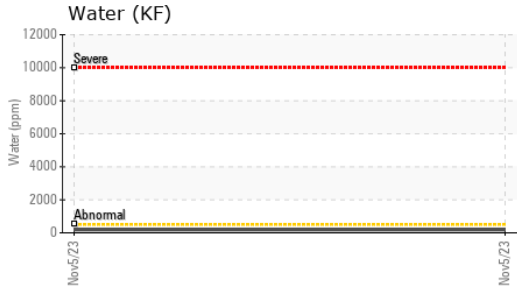 Water (KF)
12000
Severe
10000
8000
6000
4000
2000
Abnormal
0
Water (ppm)
Nov5/23
Nov5/23